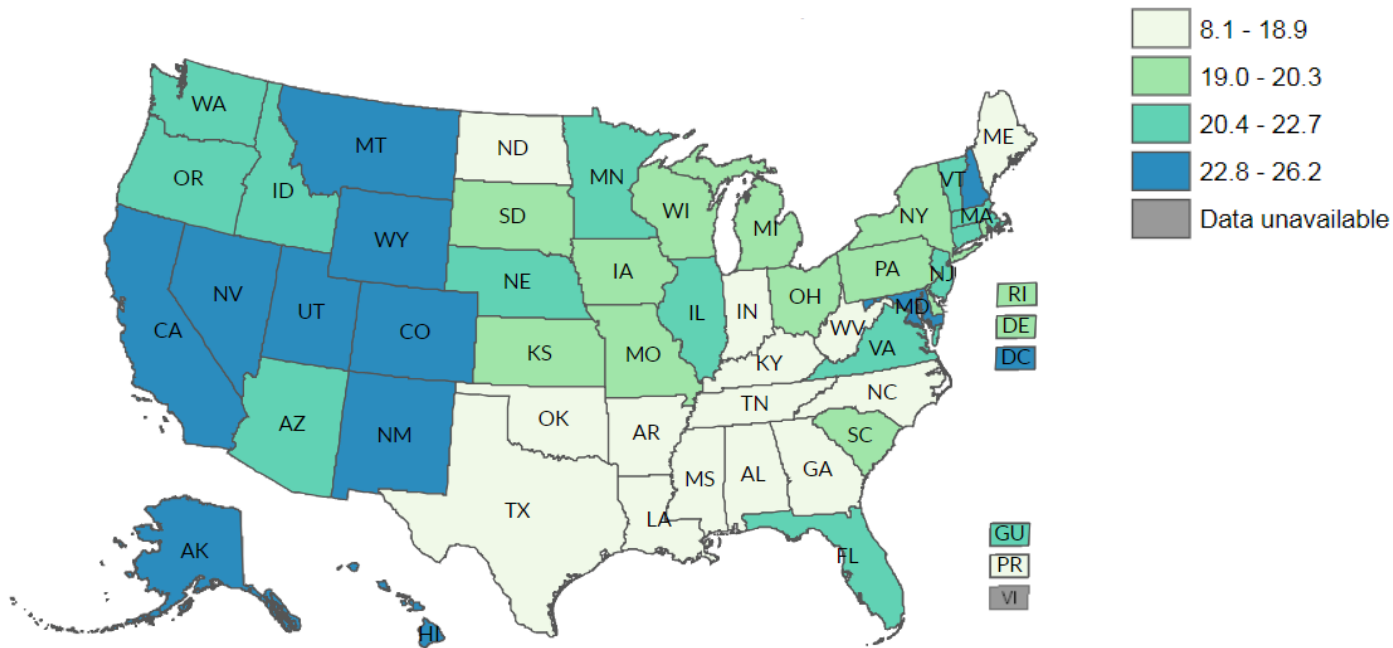 8.1 - 18.9
19.0 - 20.3
20.4 - 22.7
22.8 - 26.2
Data unavailable
WA
MT
ND
MN
ME
OR
ID
SD
WI
MI
NY
VT
MA
WY
IA
NE
PA
NJ
NV
UT
CO
IL
IN
OH
MD
RI
CA
KS
MO
WV
VA
DE
KY
DC
AZ
NM
OK
AR
TN
NC
SC
TX
MS
AL
GA
LA
AK
FL
GU
PR
VI
HI